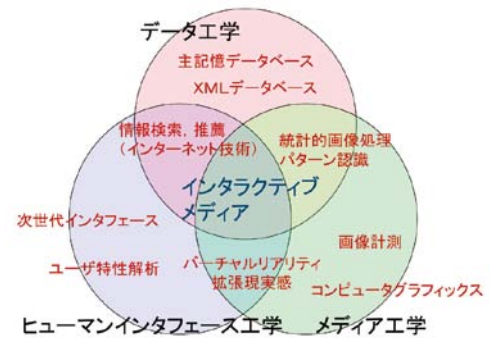 データ工学
主記憶データベース
XMLデータベース
情報検索，推薦
（インターネット技術）
統計的画像処理
パターン認識
インタラクティブ
メディア
次世代インタフェース
画像計測
ユーザ特性解析
バーチャルリアリティ
拡張現実感
コンピュータグラフィックス
ヒューマンインタフェース工学
メディア工学